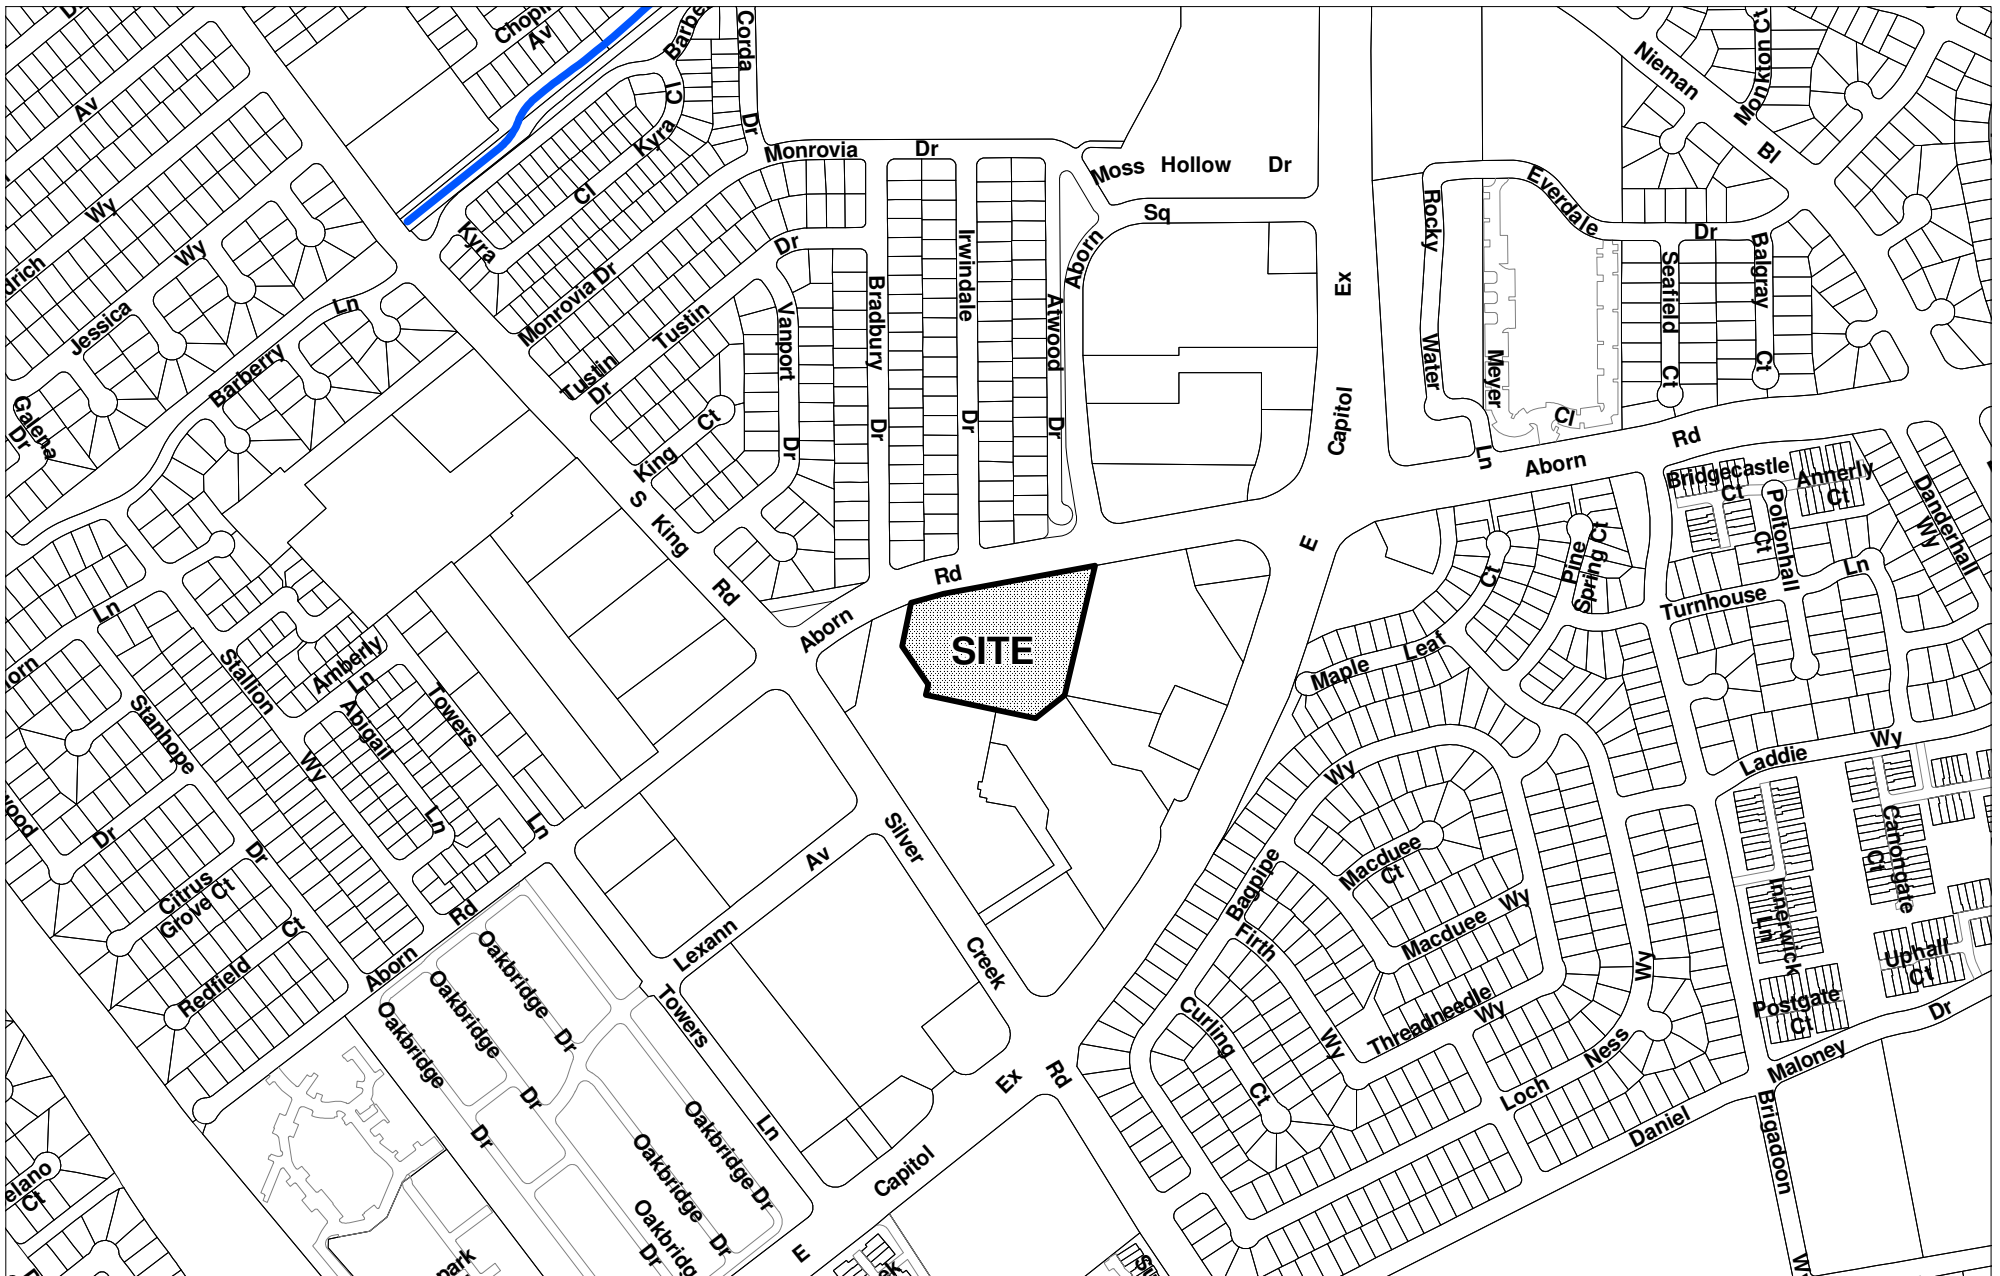 Av
Corda
Dr
Nieman
Bl
Monkton Ct
Av
Kyra Cl
Monrovia Dr
Moss Hollow Dr
Everdale
Dr
Wy
Kyra
Cl
Sq
Aborn
Rocky
Water
Ln
Wy
Jessica
Ln
Barberry
Monrovia Dr
Tustin
Dr
Tustin
Dr
Vanport
Dr
Bradbury
Dr
Irwindale
Dr
Atwood
Dr
Capitol
Ex
Meyer
Cl
Seafield
Ct
Balgray
Ct
Galena
Dr
King
Ct
S King
Rd
Aborn
Rd
Bridgecastle
Ct
Annerly
Ct
Poltonhall
Ct
Danderhall
Wy
E
Aborn
Rd
SITE
Ct
Pine
Spring Ct
Turnhouse
Ln
Maple Leaf
Ln
Stallion
Wy
Amberly
Ln
Abigail
Ln
Towers
Ln
Stanhope
Dr
Laddie
Wy
Wy
Dr
Citrus
Grove Ct
Redfield
Ct
Aborn
Rd
Lexann
Av
Silver
Creek
Rd
Bagpipe
Macduee
Ct
Macduee Wy
Firth
Wy
Threadneedle
Wy
Curling
Ct
Loch Ness
Wy
Daniel
Canongate
Ct
Innerwick
Ln
Uphall
Ct
Postgate
Ct
Maloney
Dr
Brigadoon
Oakbridge
Dr
Oakbridge
Dr
Oakbridge
Dr
Towers
Ln
Oakbridge Dr
Oakbridge
Dr
Dr
E
Capitol
Ex
Ct